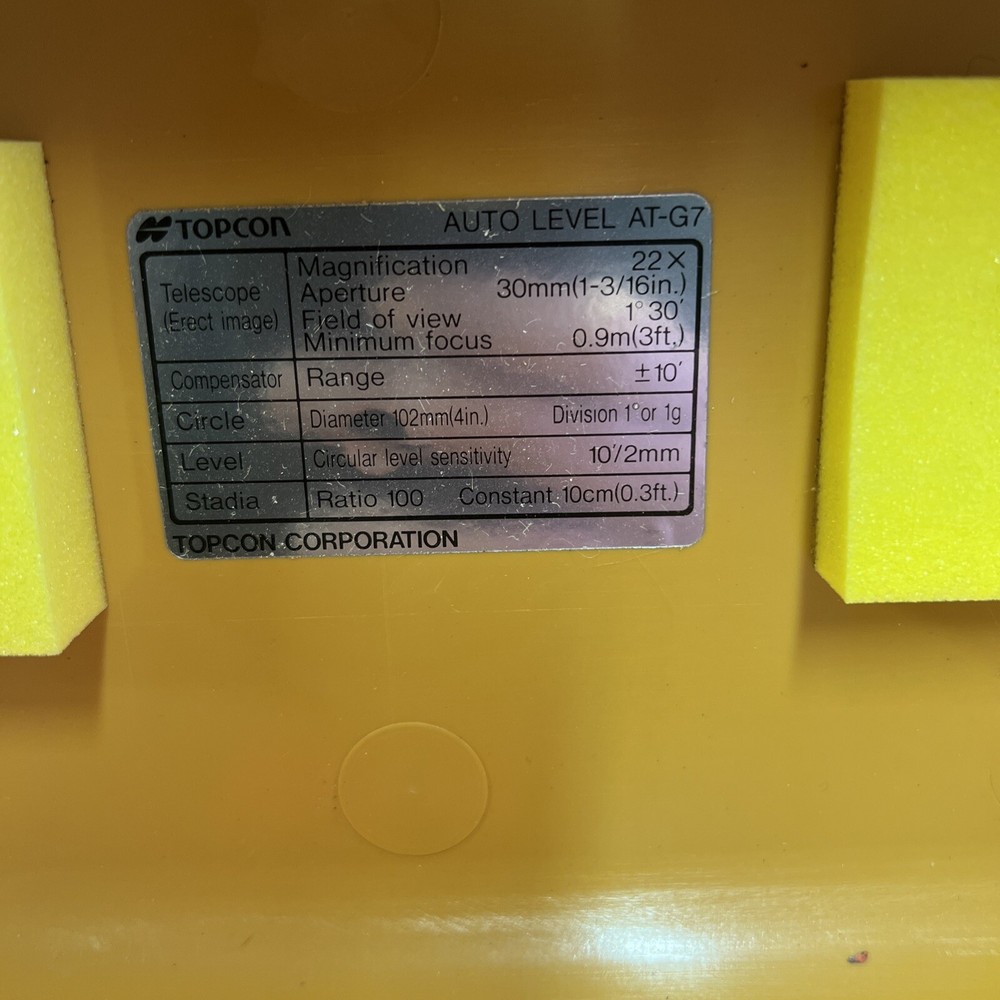 TOPCON AUTO LEVEL AT-G7
Telescope (Erect image)
Magnification 22×
Aperture 30mm(1-3/16in.)
Field of view 1°30′
Minimum focus 0.9m(3ft.)
Compensator Range ±10′
Circle Diameter 102mm(4in.) Division 1° or 1g
Level Circular level sensitivity 10′/2mm
Stadia Ratio 100 Constant 10cm(0.3ft.)
TOPCON CORPORATION